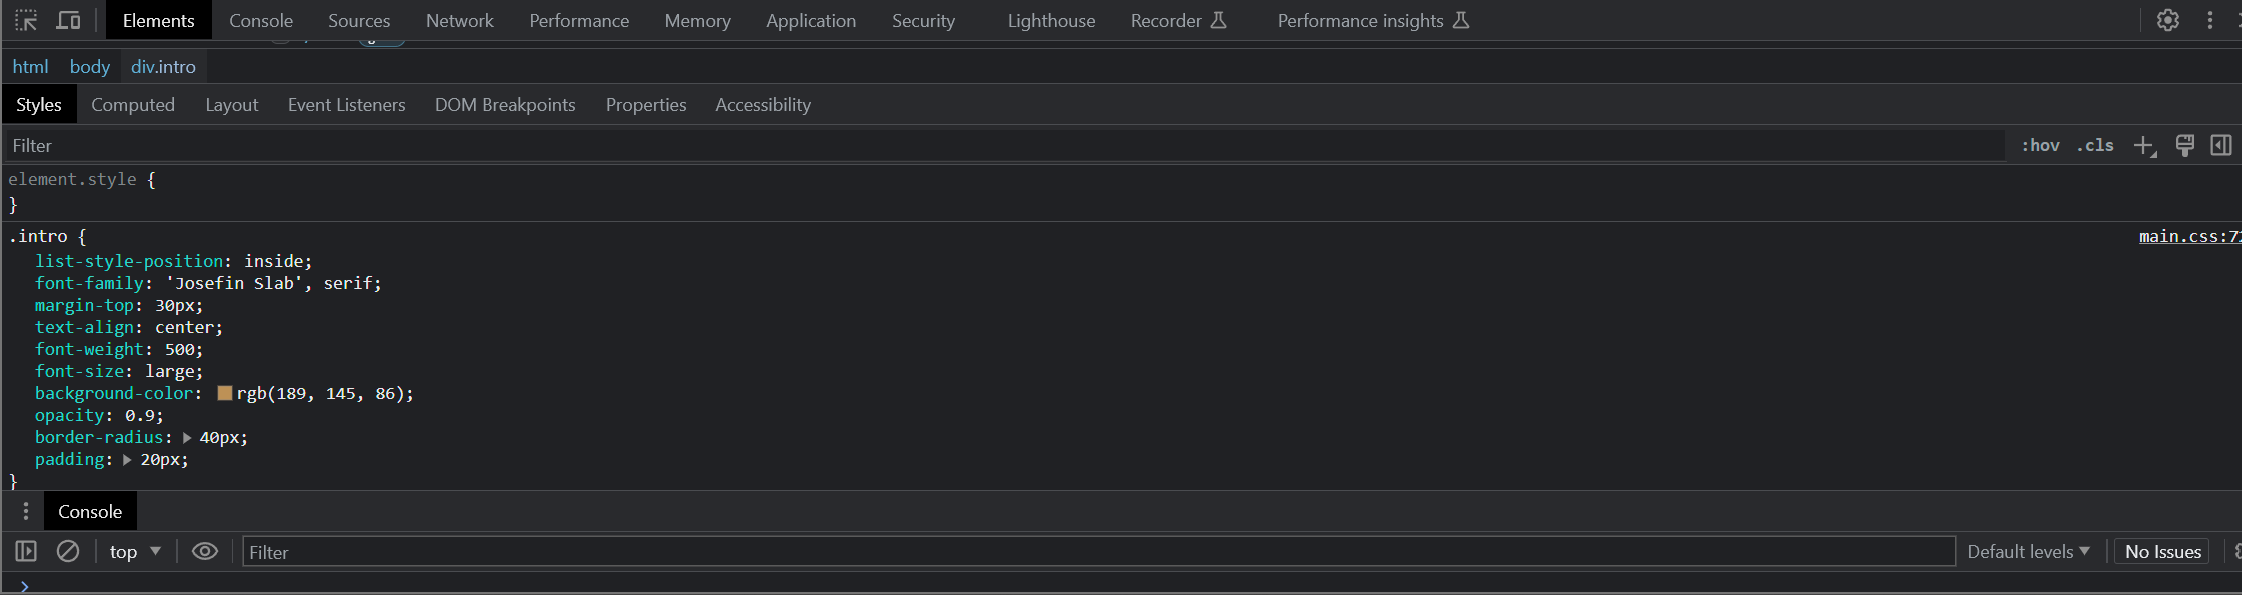 Elements Console Sources Network Performance Memory Application Security Lighthouse Recorder Performance insights
html body div.intro
Styles Computed Layout Event Listeners DOM Breakpoints Properties Accessibility
Filter :hov .cls
element.style {
}
.intro { main.css:72
list-style-position: inside;
font-family: 'Josefin Slab', serif;
margin-top: 30px;
text-align: center;
font-weight: 500;
font-size: large;
background-color: rgb(189, 145, 86);
opacity: 0.9;
border-radius: 40px;
padding: 20px;
}
Console
top Filter Default levels No Issues